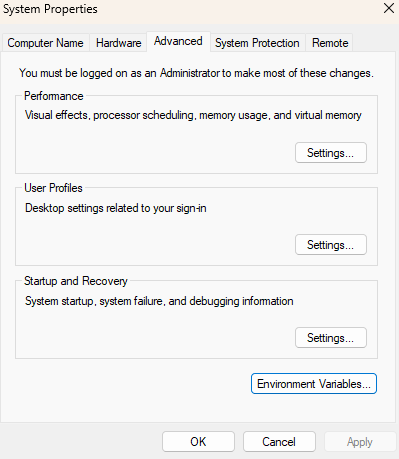 System Properties
Computer Name
Hardware
Advanced
System Protection
Remote
You must be logged on as an Administrator to make most of these changes.
Performance
Visual effects, processor scheduling, memory usage, and virtual memory
Settings...
User Profiles
Desktop settings related to your sign-in
Settings...
Startup and Recovery
System startup, system failure, and debugging information
Settings...
Environment Variables...
OK
Cancel
Apply